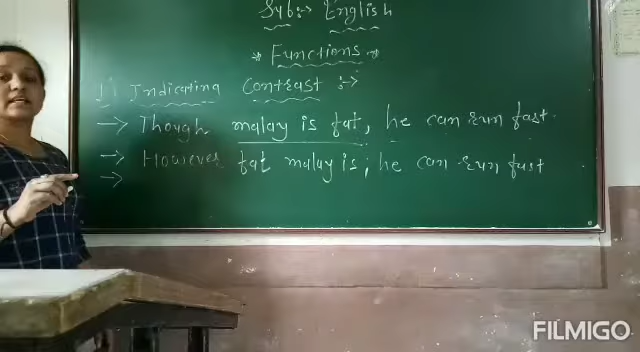 Sub:→ English
* Functions *
1) Indicating Contrast :→
→ Though malay is fat, he can run fast.
→ However fat malay is; he can run fast
→
FILMIGO